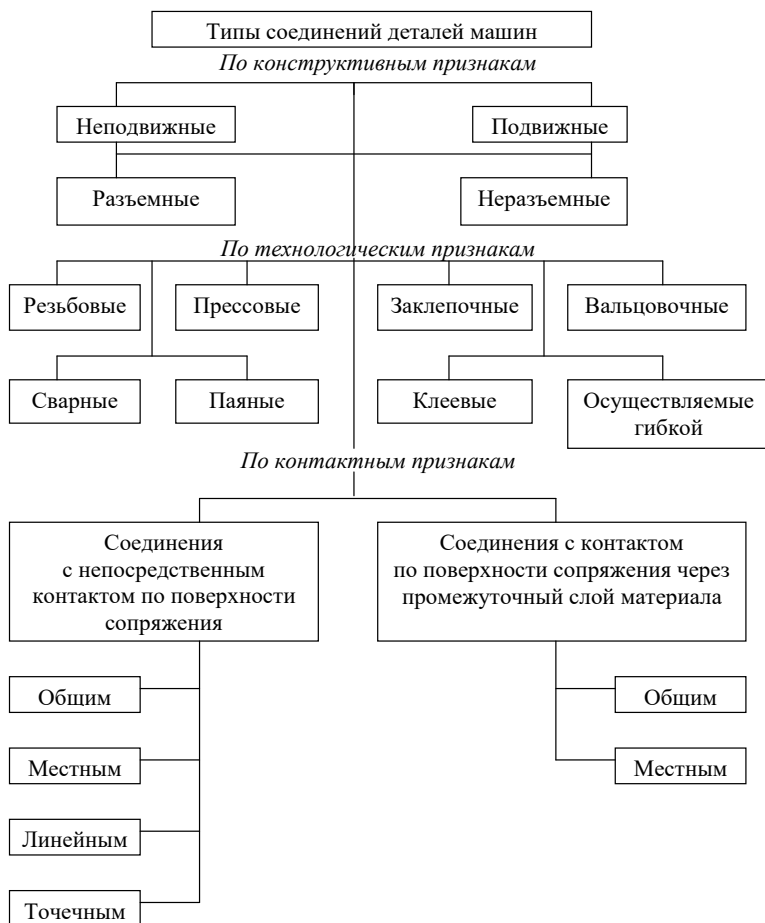 Типы соединений деталей машин
По конструктивным признакам
Неподвижные
Подвижные
Разъемные
Неразъемные
По технологическим признакам
Резьбовые
Прессовые
Заклепочные
Вальцовочные
Сварные
Паяные
Клеевые
Осуществляемые
гибкой
По контактным признакам
Соединения
с непосредственным
контактом по поверхности
сопряжения
Соединения с контактом
по поверхности сопряжения через
промежуточный слой материала
Общим
Общим
Местным
Местным
Линейным
Точечным